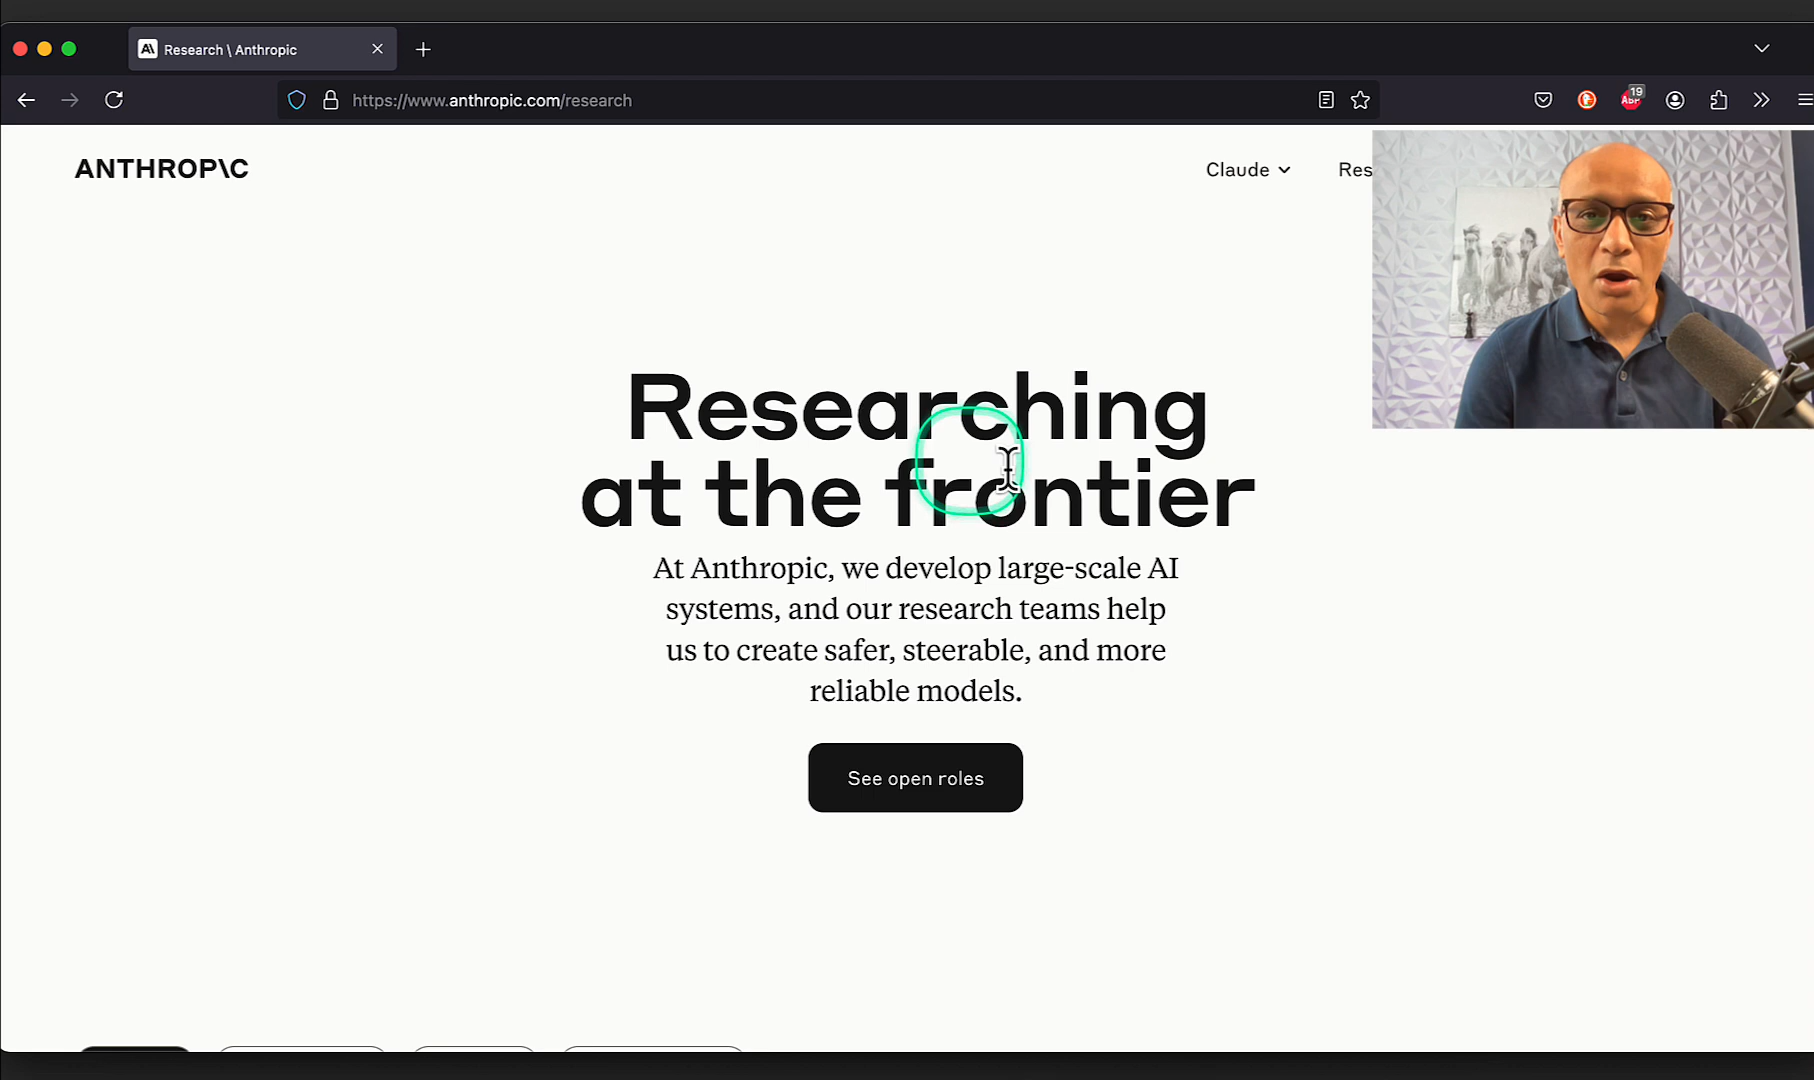 Research \ Anthropic
https://www.anthropic.com/research
19
ABP
ANTHROP\C
Claude
Res
Researching
at the frontier
At Anthropic, we develop large-scale AI
systems, and our research teams help
us to create safer, steerable, and more
reliable models.
See open roles